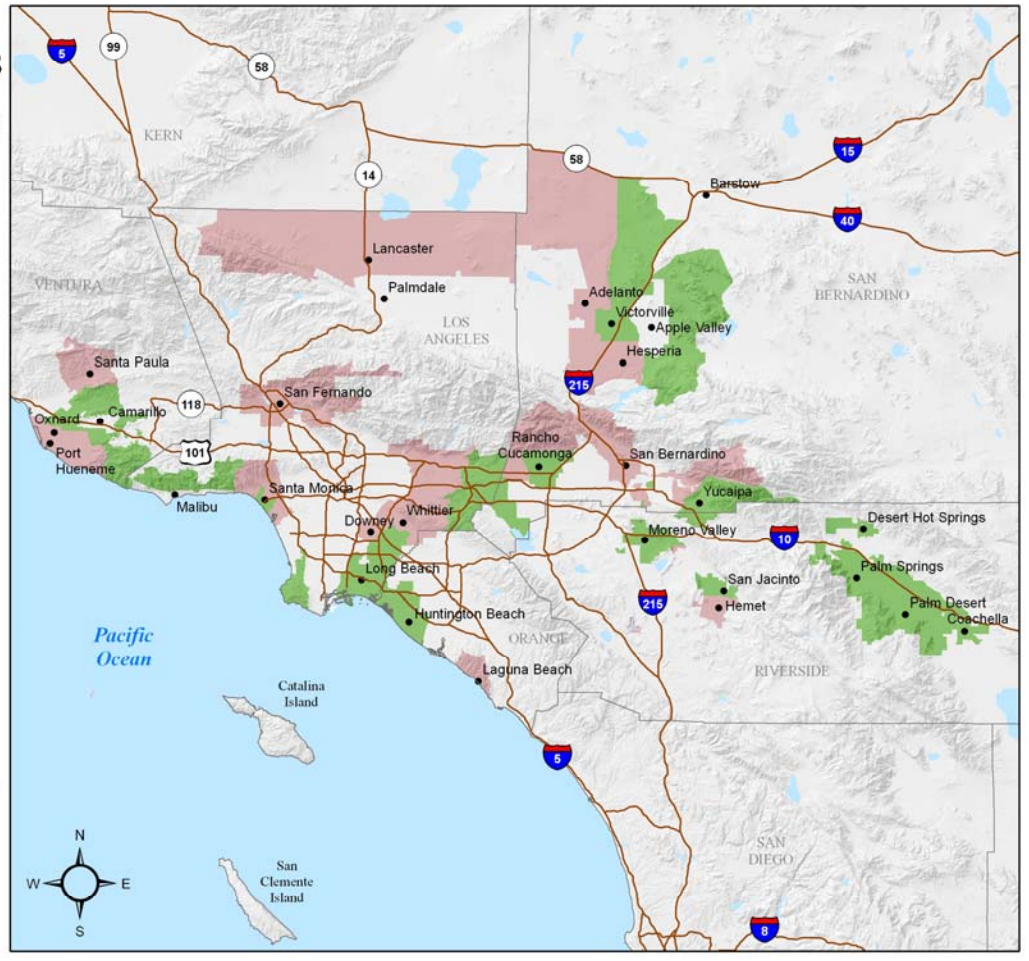 5
99
58
KERN
15
58
14
Barstow
40
Lancaster
VENTURA
Palmdale
SAN
BERNARDINO
Adelanto
Victorville
LOS
ANGELES
Apple Valley
Hesperia
Santa Paula
215
San Fernando
118
Camarillo
Oxnard
Port
Hueneme
101
Rancho
Cucamonga
San Bernardino
Santa Monica
Yucaipa
Malibu
Whittier
Downey
Desert Hot Springs
Moreno Valley
10
Long Beach
Palm Springs
San Jacinto
215
Hemet
Palm Desert
Huntington Beach
Coachella
Pacific
Ocean
ORANGE
Laguna Beach
RIVERSIDE
Catalina
Island
5
N
W
E
S
San
Clemente
Island
SAN
DIEGO
8